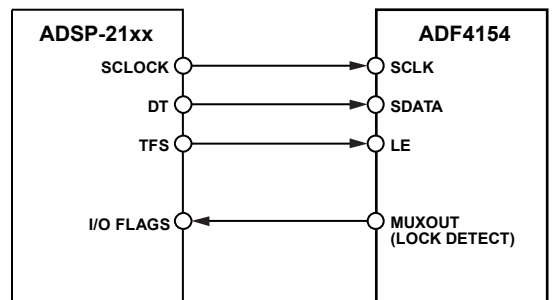 ADSP-21xx
ADF4154
SCLOCK
SCLK
DT
SDATA
TFS
LE
I/O FLAGS
MUXOUT
(LOCK DETECT)